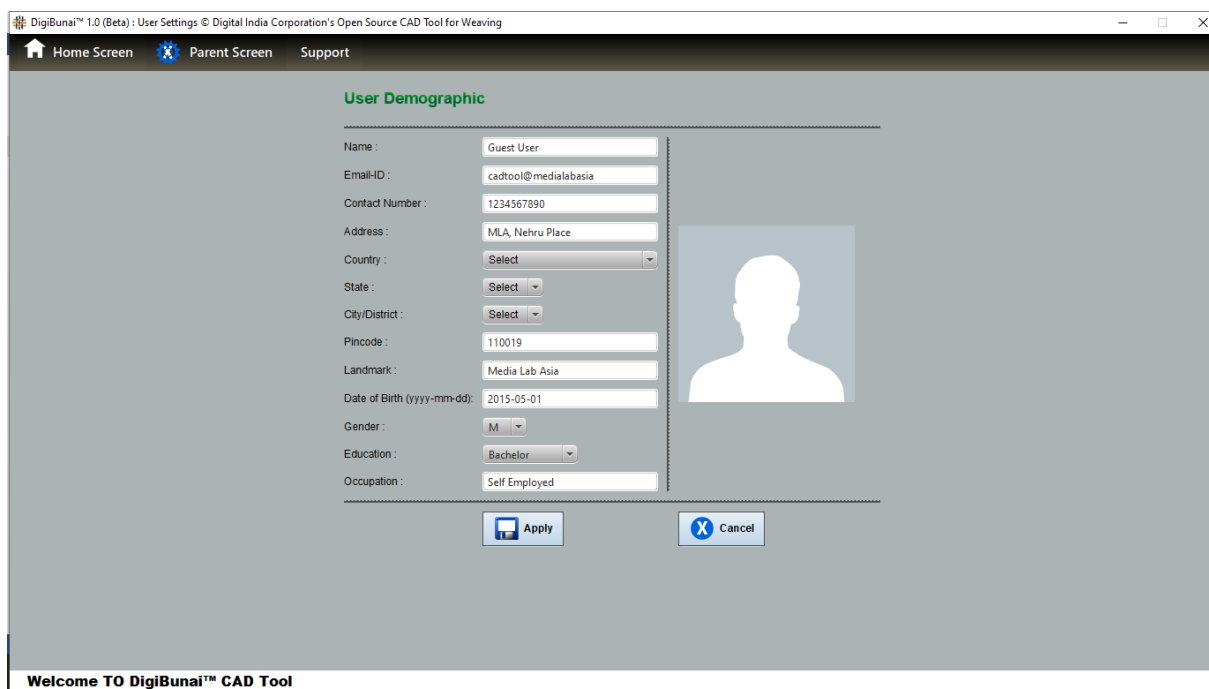 DigiBunai™ 1.0 (Beta) : User Settings © Digital India Corporation's Open Source CAD Tool for Weaving
Home Screen X Parent Screen Support
User Demographic
Name : Guest User
Email-ID : cadtool@medialabasia
Contact Number : 1234567890
Address : MLA, Nehru Place
Country : Select
State : Select
City/District : Select
Pincode : 110019
Landmark : Media Lab Asia
Date of Birth (yyyy-mm-dd): 2015-05-01
Gender : M
Education : Bachelor
Occupation : Self Employed
Apply X Cancel
Welcome TO DigiBunai™ CAD Tool